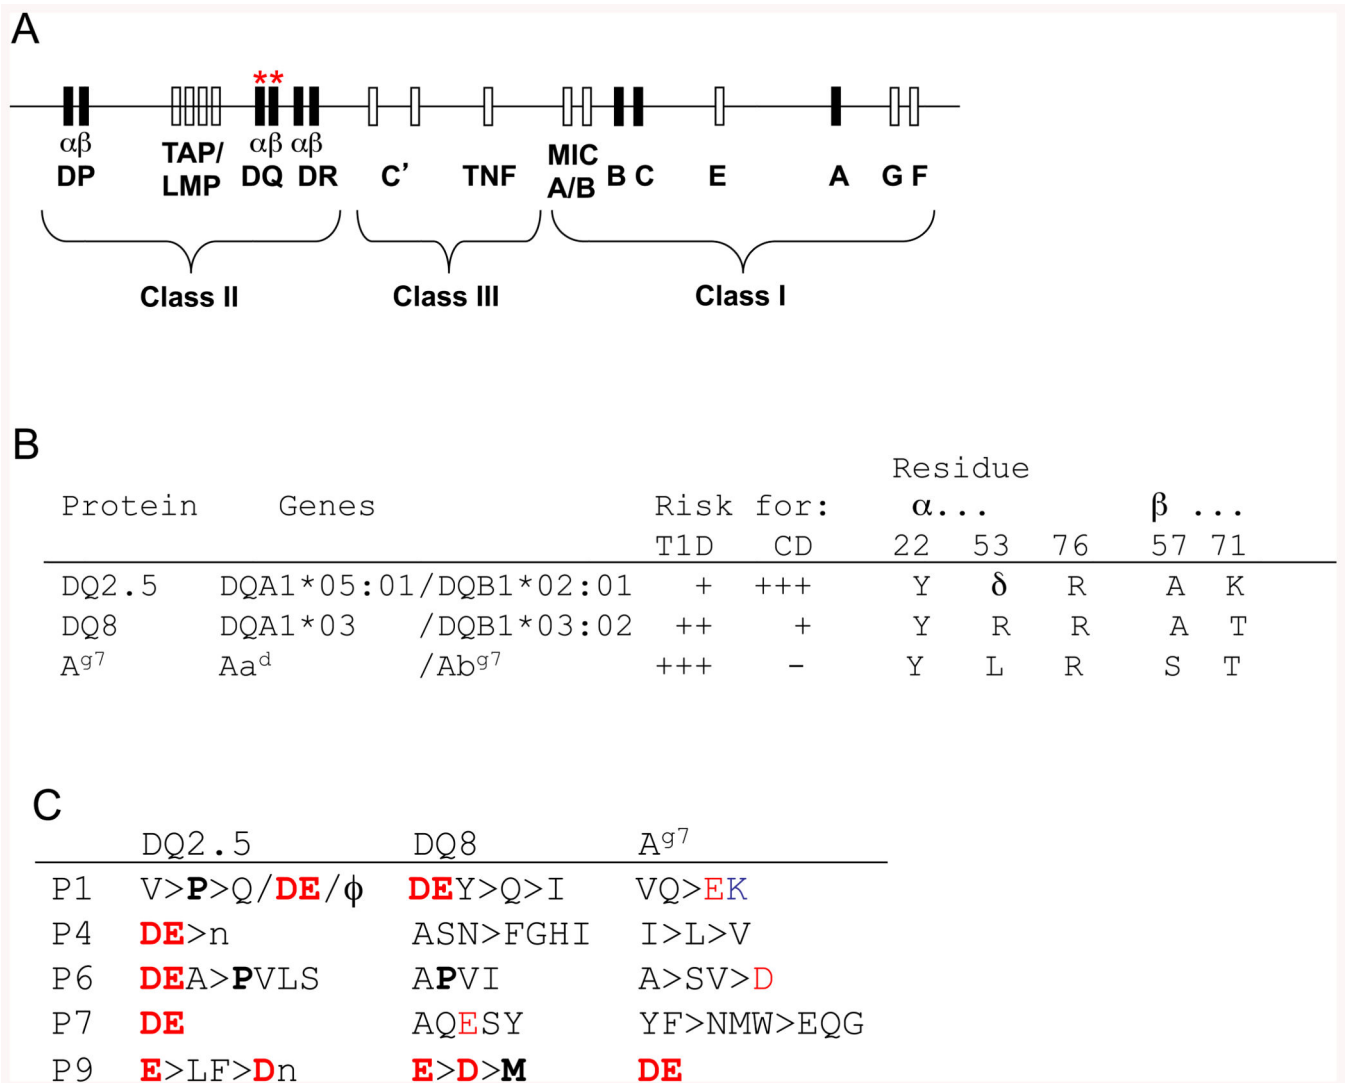 A
**
αβ αβ αβ
DP TAP/ LMP DQ DR C’ TNF MIC A/B B C E A G F
Class II Class III Class I
B
Residue
Protein Genes Risk for: α... β ...
T1D CD 22 53 76 57 71
DQ2.5 DQA1*05:01/DQB1*02:01 + +++ Y δ R A K
DQ8 DQA1*03 /DQB1*03:02 ++ + Y R R A T
Aᵍ⁷ Aaᵈ /Abᵍ⁷ +++ - Y L R S T
C
DQ2.5 DQ8 Aᵍ⁷
P1 V>P>Q/DE/ϕ DEY>Q>I VQ>EK
P4 DE>n ASN>FGHI I>L>V
P6 DEA>PVLS APVI A>SV>D
P7 DE AQESY YF>NMW>EQG
P9 E>LF>Dn E>D>M DE